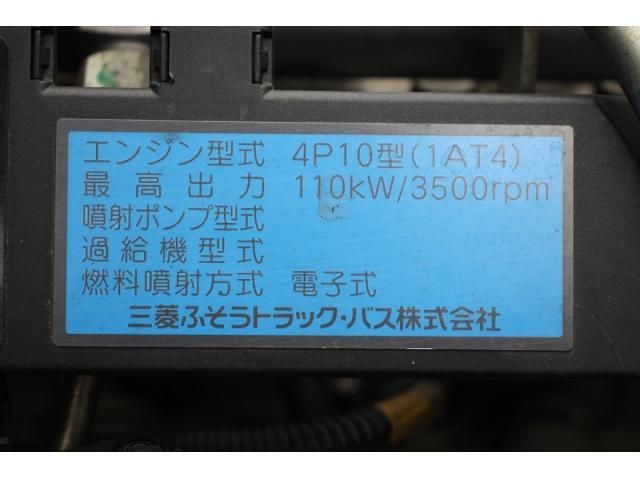 エンジン型式 4P10型(1AT4)
最高出力 110kW/3500rpm
噴射ポンプ型式
過給機型式
燃料噴射方式 電子式
三菱ふそうトラック・バス株式会社